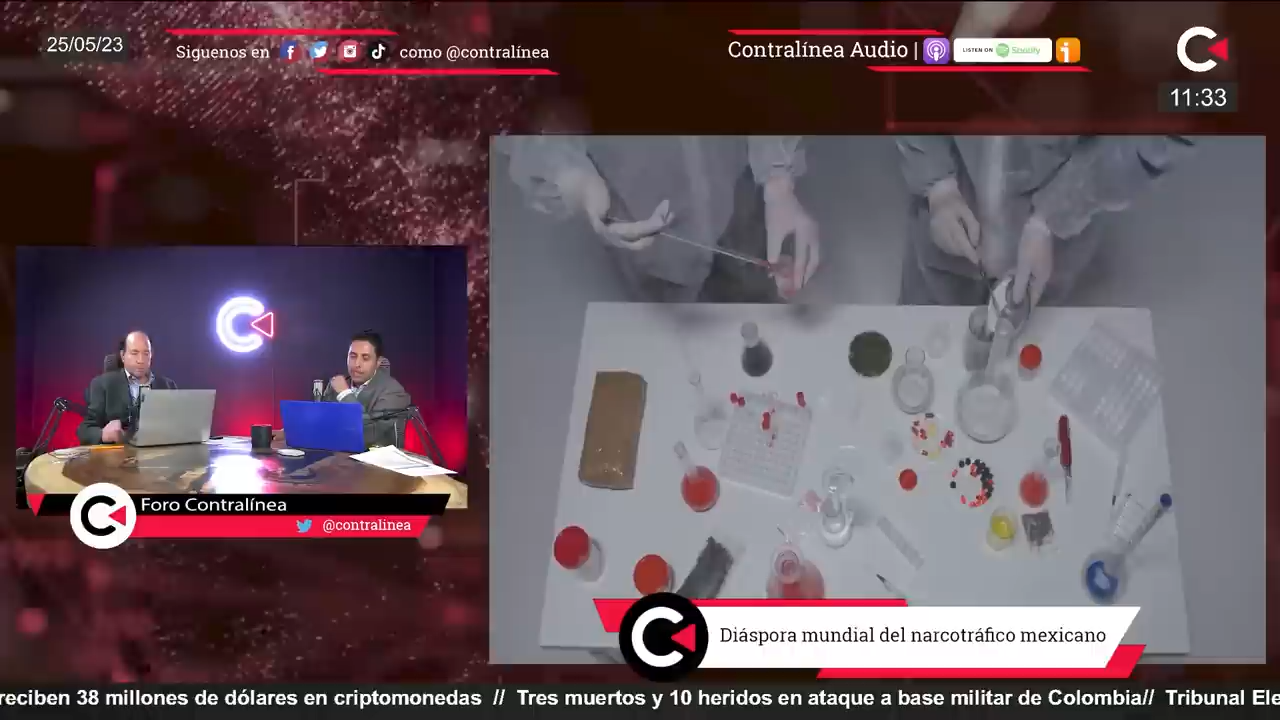 25/05/23
Siguenos en
como @contralínea
Contralínea Audio |
LISTEN ON Spotify
11:33
Foro Contralínea
@contralinea
Diáspora mundial del narcotráfico mexicano
reciben 38 millones de dólares en criptomonedas // Tres muertos y 10 heridos en ataque a base militar de Colombia// Tribunal Ele